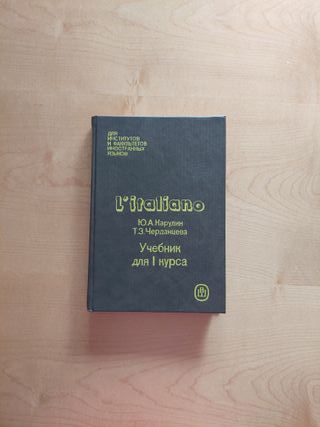 ДЛЯ
ИНСТИТУТОВ
И ФАКУЛЬТЕТОВ
ИНОСТРАННЫХ
ЯЗЫКОВ
L'italiano
Ю.А.Карулин
Т.З.Черданцева
Учебник
для I курса